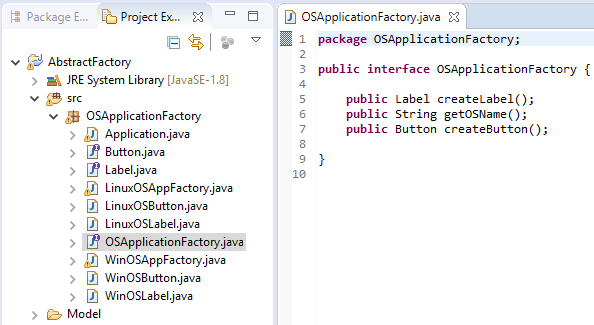 Package E...
Project Ex...
AbstractFactory
JRE System Library [JavaSE-1.8]
src
OSApplicationFactory
Application.java
Button.java
Label.java
LinuxOSAppFactory.java
LinuxOSButton.java
LinuxOSLabel.java
OSApplicationFactory.java
WinOSAppFactory.java
WinOSButton.java
WinOSLabel.java
Model
OSApplicationFactory.java
1 package OSApplicationFactory;
2
3 public interface OSApplicationFactory {
4
5 public Label createLabel();
6 public String getOSName();
7 public Button createButton();
8
9 }
10